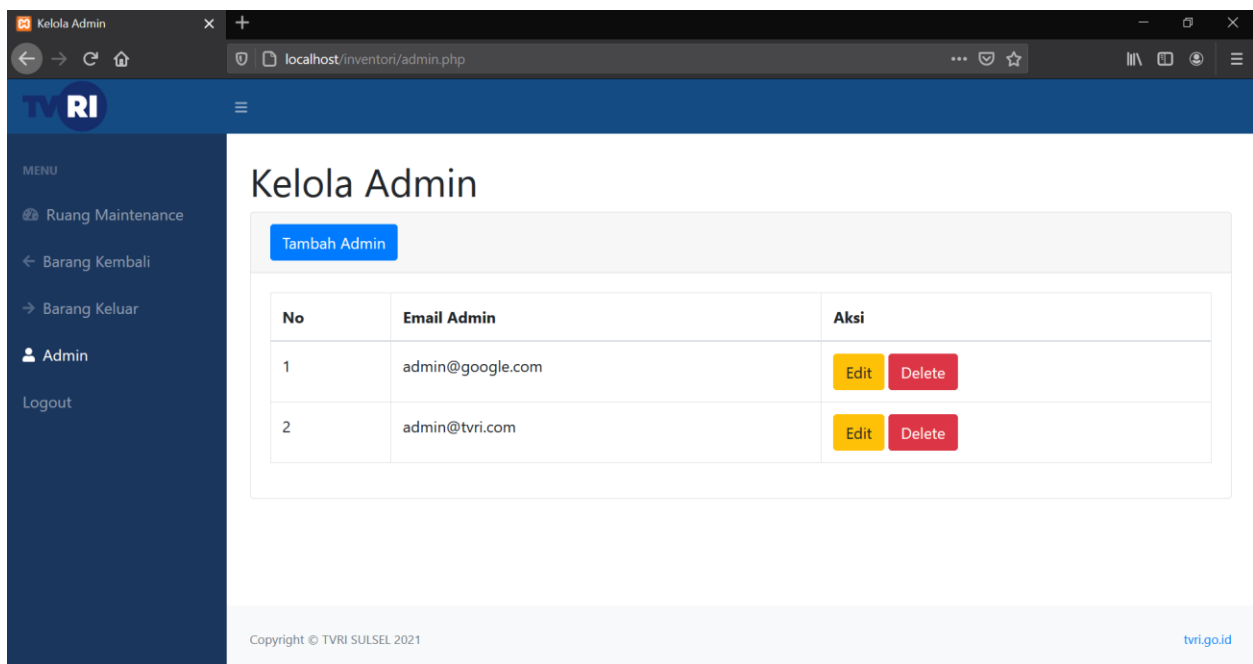 Kelola Admin
localhost/inventori/admin.php
TVRI
MENU
Ruang Maintenance
Barang Kembali
Barang Keluar
Admin
Logout
Kelola Admin
Tambah Admin
No Email Admin Aksi
1 admin@google.com Edit Delete
2 admin@tvri.com Edit Delete
Copyright © TVRI SULSEL 2021 tvri.go.id